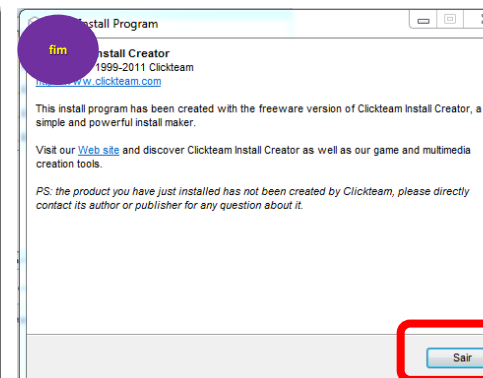 nstall Program
fim
nstall Creator
1999-2011 Clickteam
www.clickteam.com
This install program has been created with the freeware version of Clickteam Install Creator, a
simple and powerful install maker.
Visit our Web site and discover Clickteam Install Creator as well as our game and multimedia
creation tools.
PS: the product you have just installed has not been created by Clickteam, please directly
contact its author or publisher for any question about it.
Sair